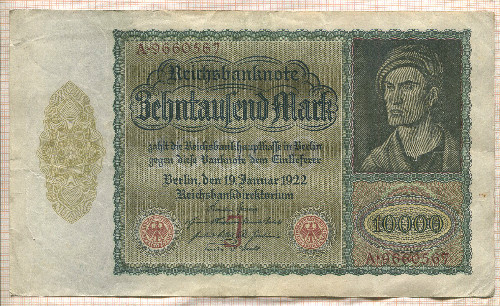 A·9660567
Reichsbanknote
Zehntausend Mark
zahlt die Reichsbankhauptkasse in Berlin
gegen diese Banknote dem Einlieferer
Berlin, den 19. Januar 1922
Reichsbankdirektorium
J
10000
A·9660567